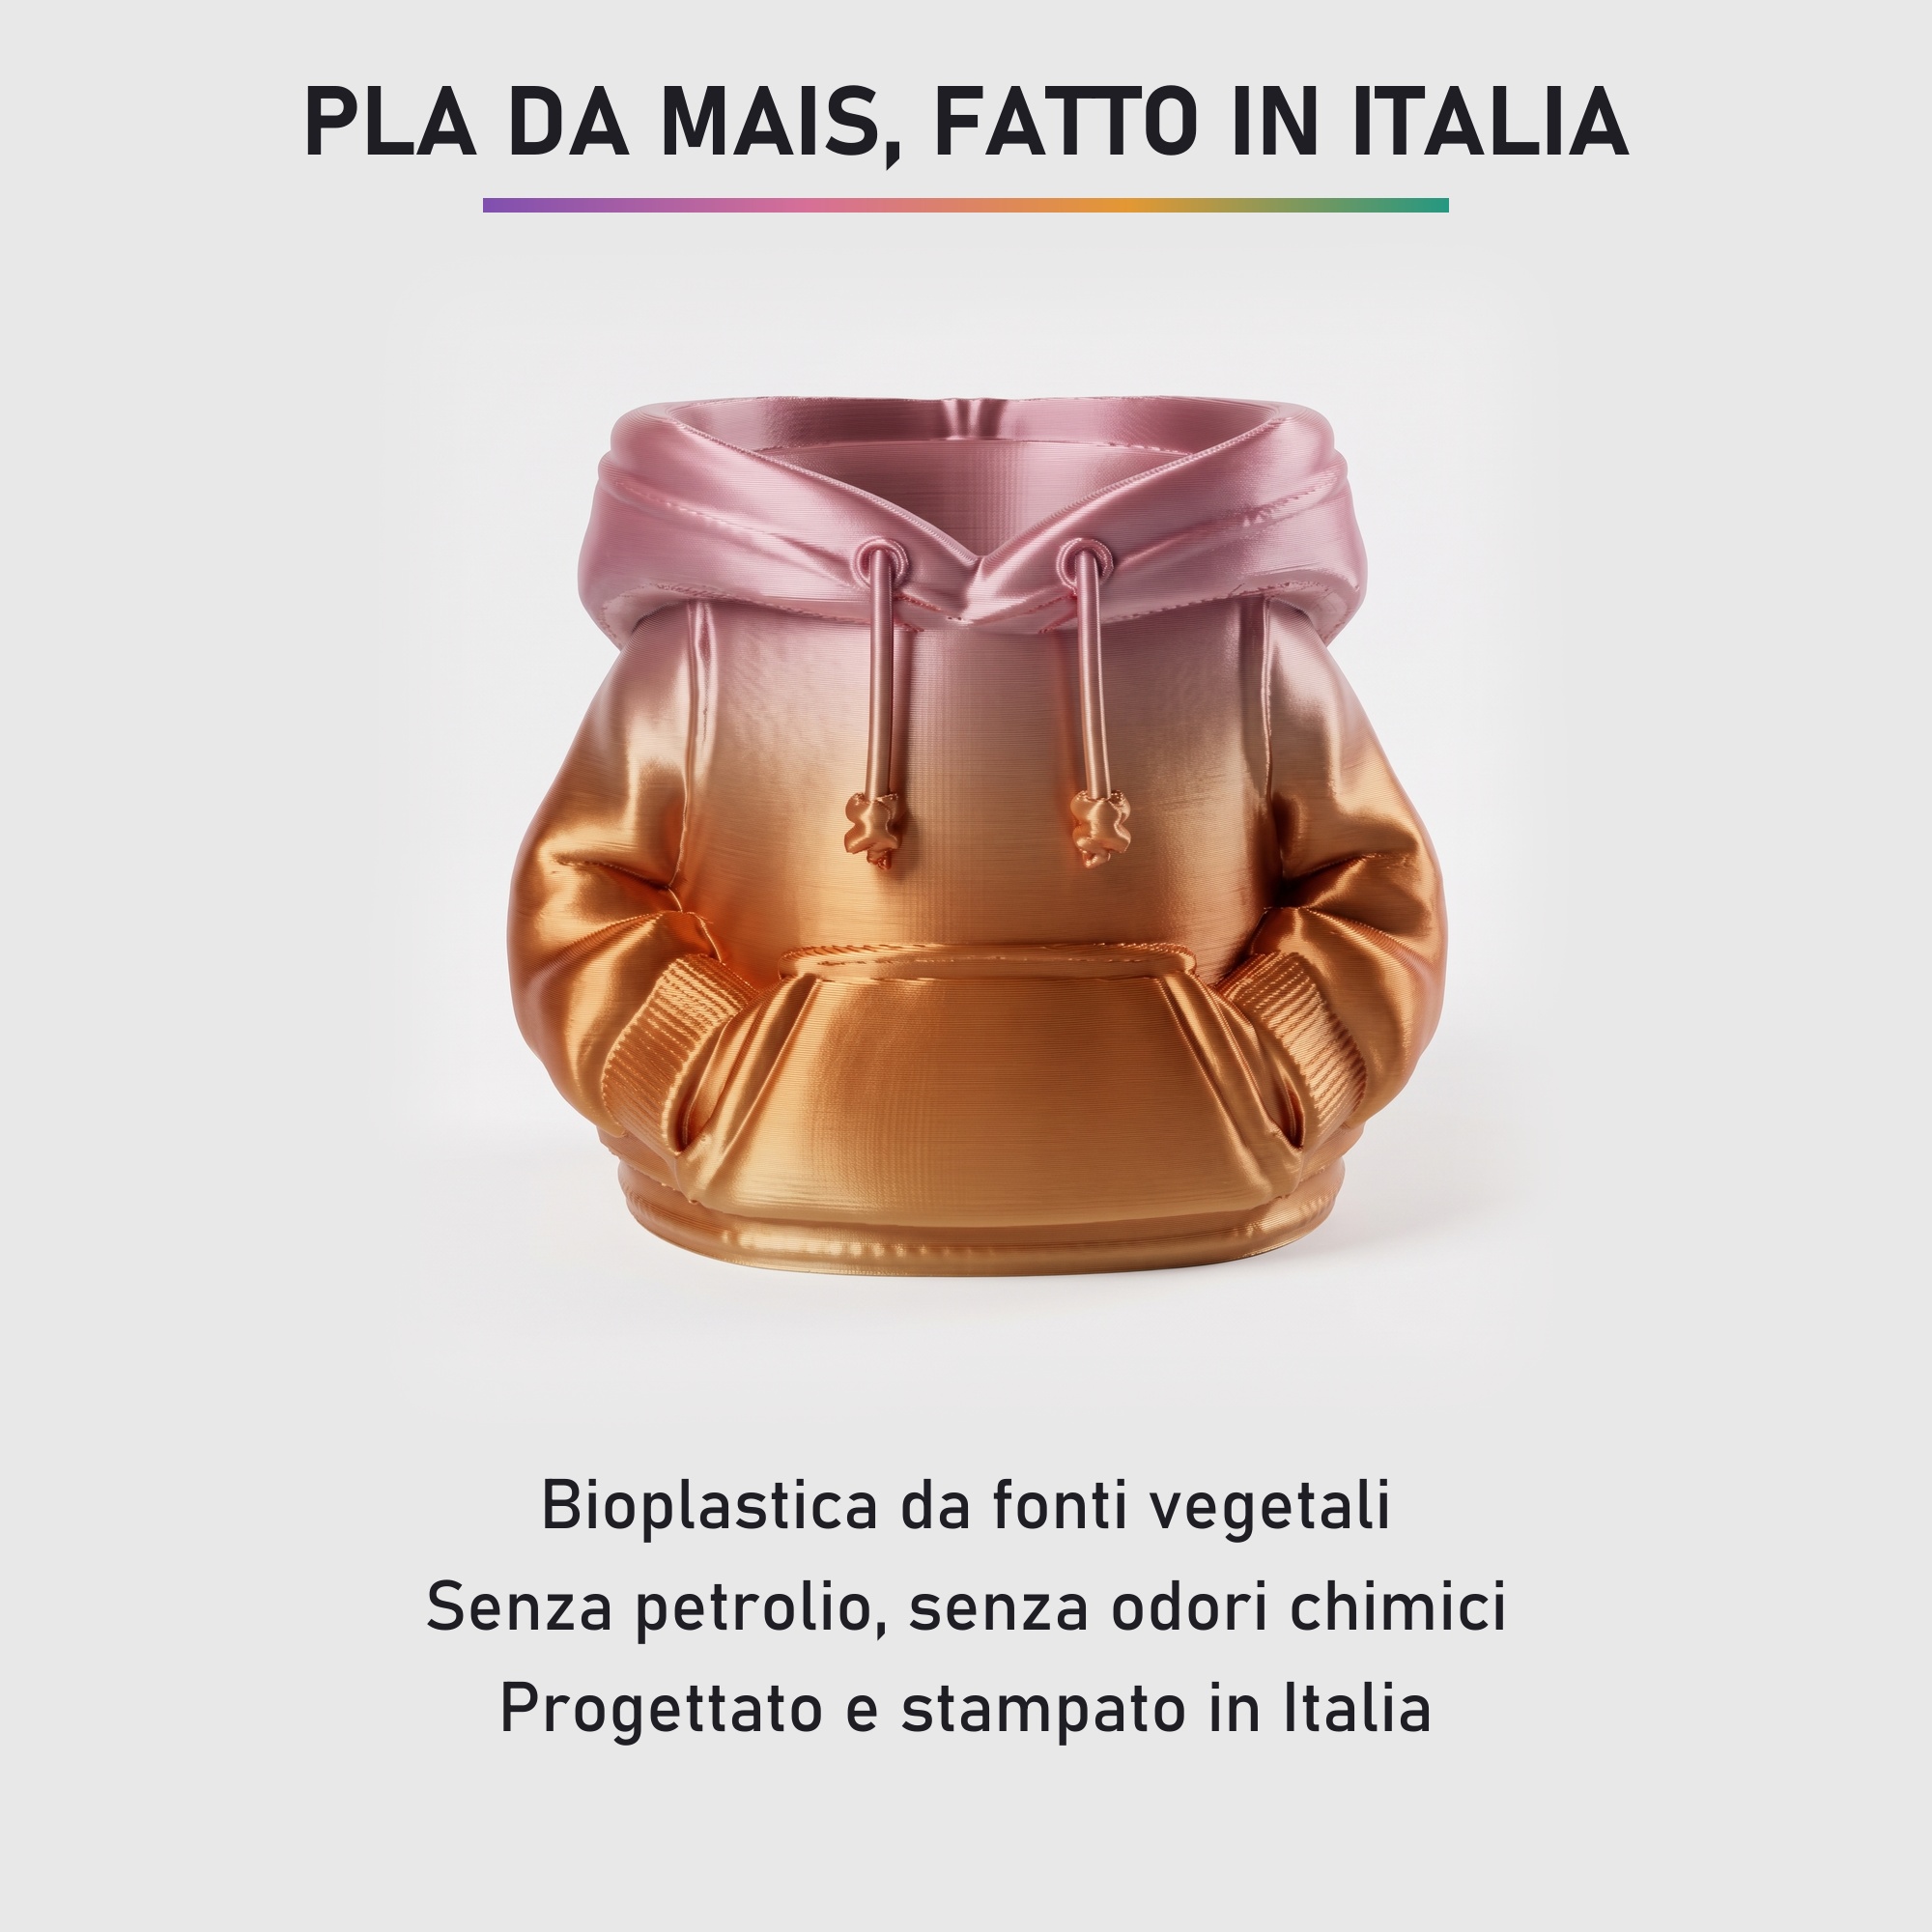 PLA DA MAIS, FATTO IN ITALIA
Bioplastica da fonti vegetali
Senza petrolio, senza odori chimici
Progettato e stampato in Italia